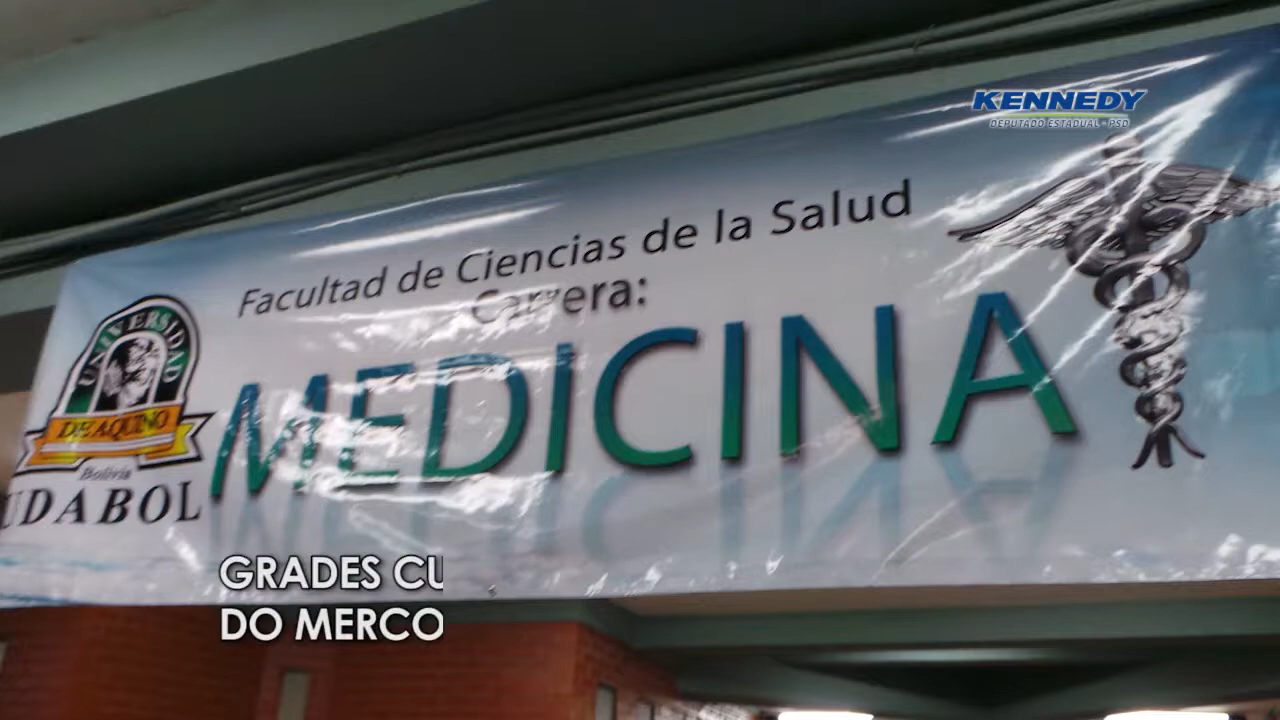 KENNEDY
DEPUTADO ESTADUAL - PSD
Facultad de Ciencias de la Salud
Carrera:
MEDICINA
UNIVERSIDAD
DE AQUINO
Bolivia
UDABOL
GRADES CU
DO MERCO